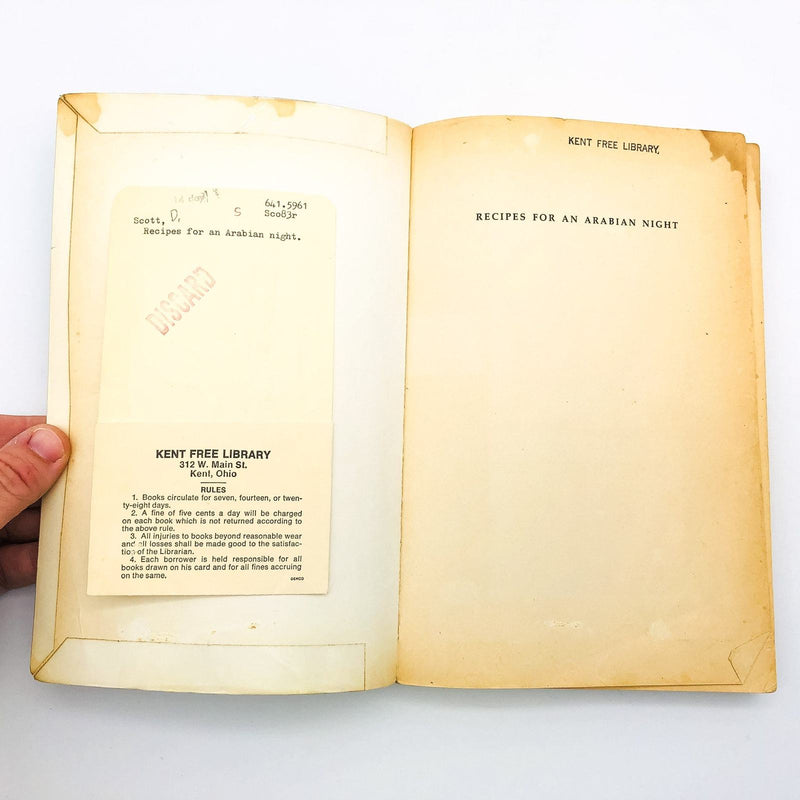 14 days
641.5961
Scott, D. S Sco83r
Recipes for an Arabian night.
DISCARD
KENT FREE LIBRARY
312 W. Main St.
Kent, Ohio
RULES
1. Books circulate for seven, fourteen, or twen-
ty-eight days.
2. A fine of five cents a day will be charged
on each book which is not returned according to
the above rule.
3. All injuries to books beyond reasonable wear
and all losses shall be made good to the satisfac-
tion of the Librarian.
4. Each borrower is held responsible for all
books drawn on his card and for all fines accruing
on the same.
DEMCO
KENT FREE LIBRARY,
RECIPES FOR AN ARABIAN NIGHT